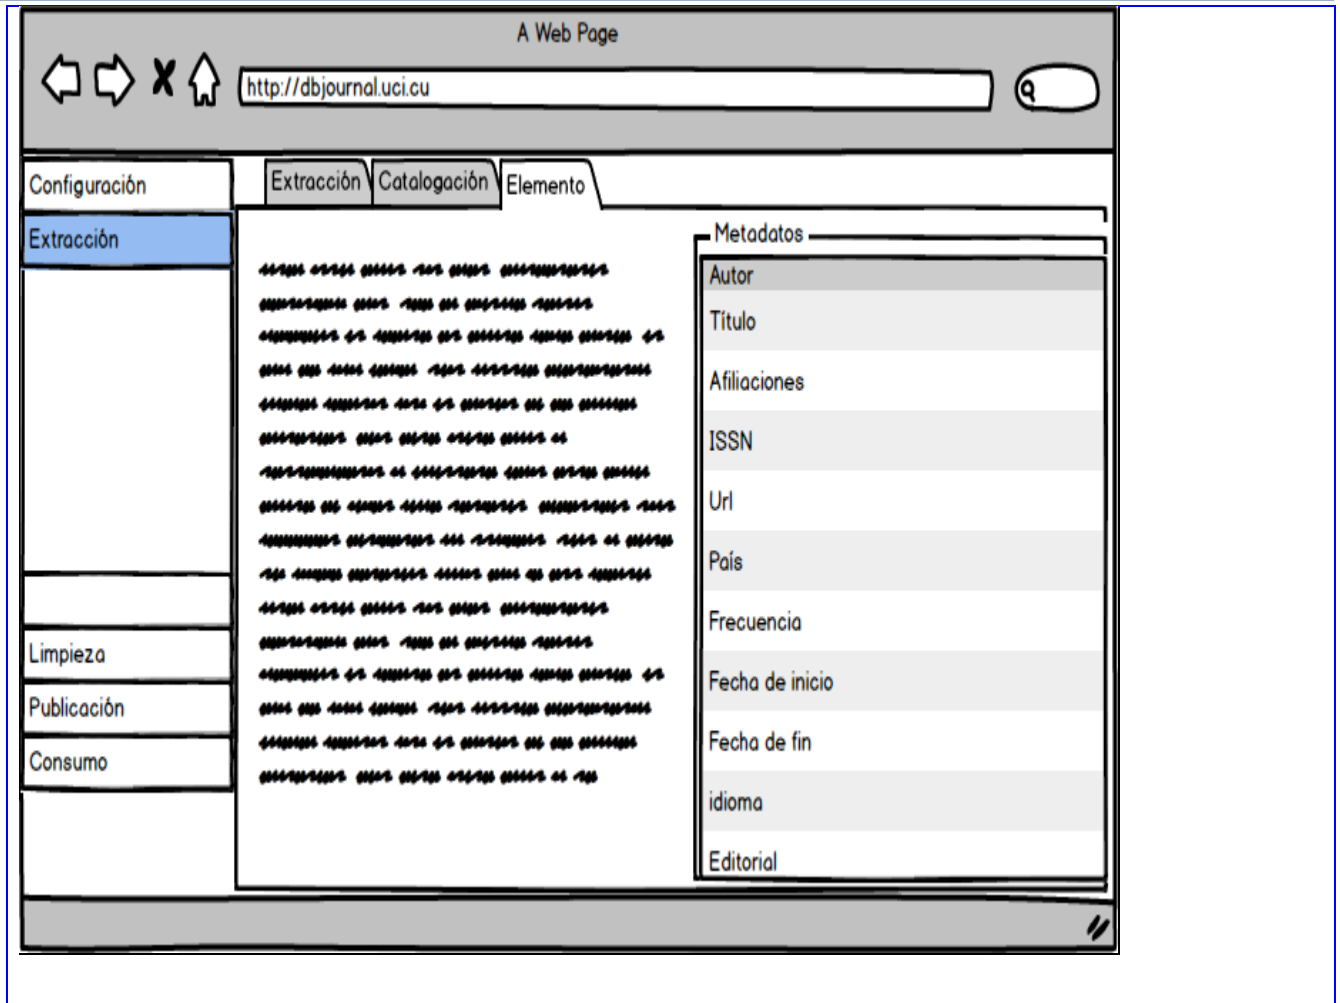 A Web Page
http://dbjournal.uci.cu
Configuración
Extracción
Limpieza
Publicación
Consumo
Extracción
Catalogación
Elemento
Metadatos
Autor
Título
Afiliaciones
ISSN
Url
País
Frecuencia
Fecha de inicio
Fecha de fin
idioma
Editorial